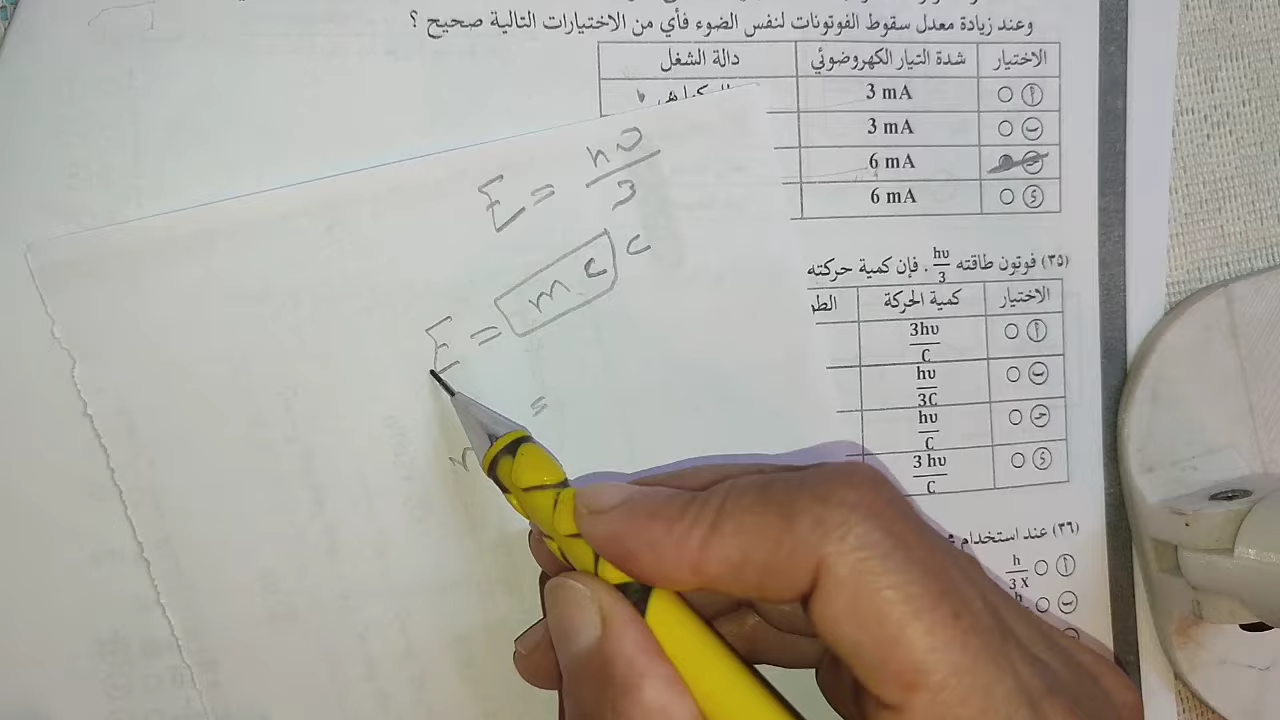 وعند زيادة معدل سقوط الفوتونات لنفس الضوء فأي من الاختيارات التالية صحيح ؟
الاختيار شدة التيار الكهروضوئي دالة الشغل
أ 3 mA
ب 3 mA
ج 6 mA
د 6 mA
E = hυ/3
E = mc c
=
(٣٥) فوتون طاقته hυ/3 . فإن كمية حركته
الاختيار كمية الحركة
أ 3hυ/C
ب hυ/3C
ج hυ/C
د 3 hυ/C
(٣٦) عند استخدام
أ h/3X
ب